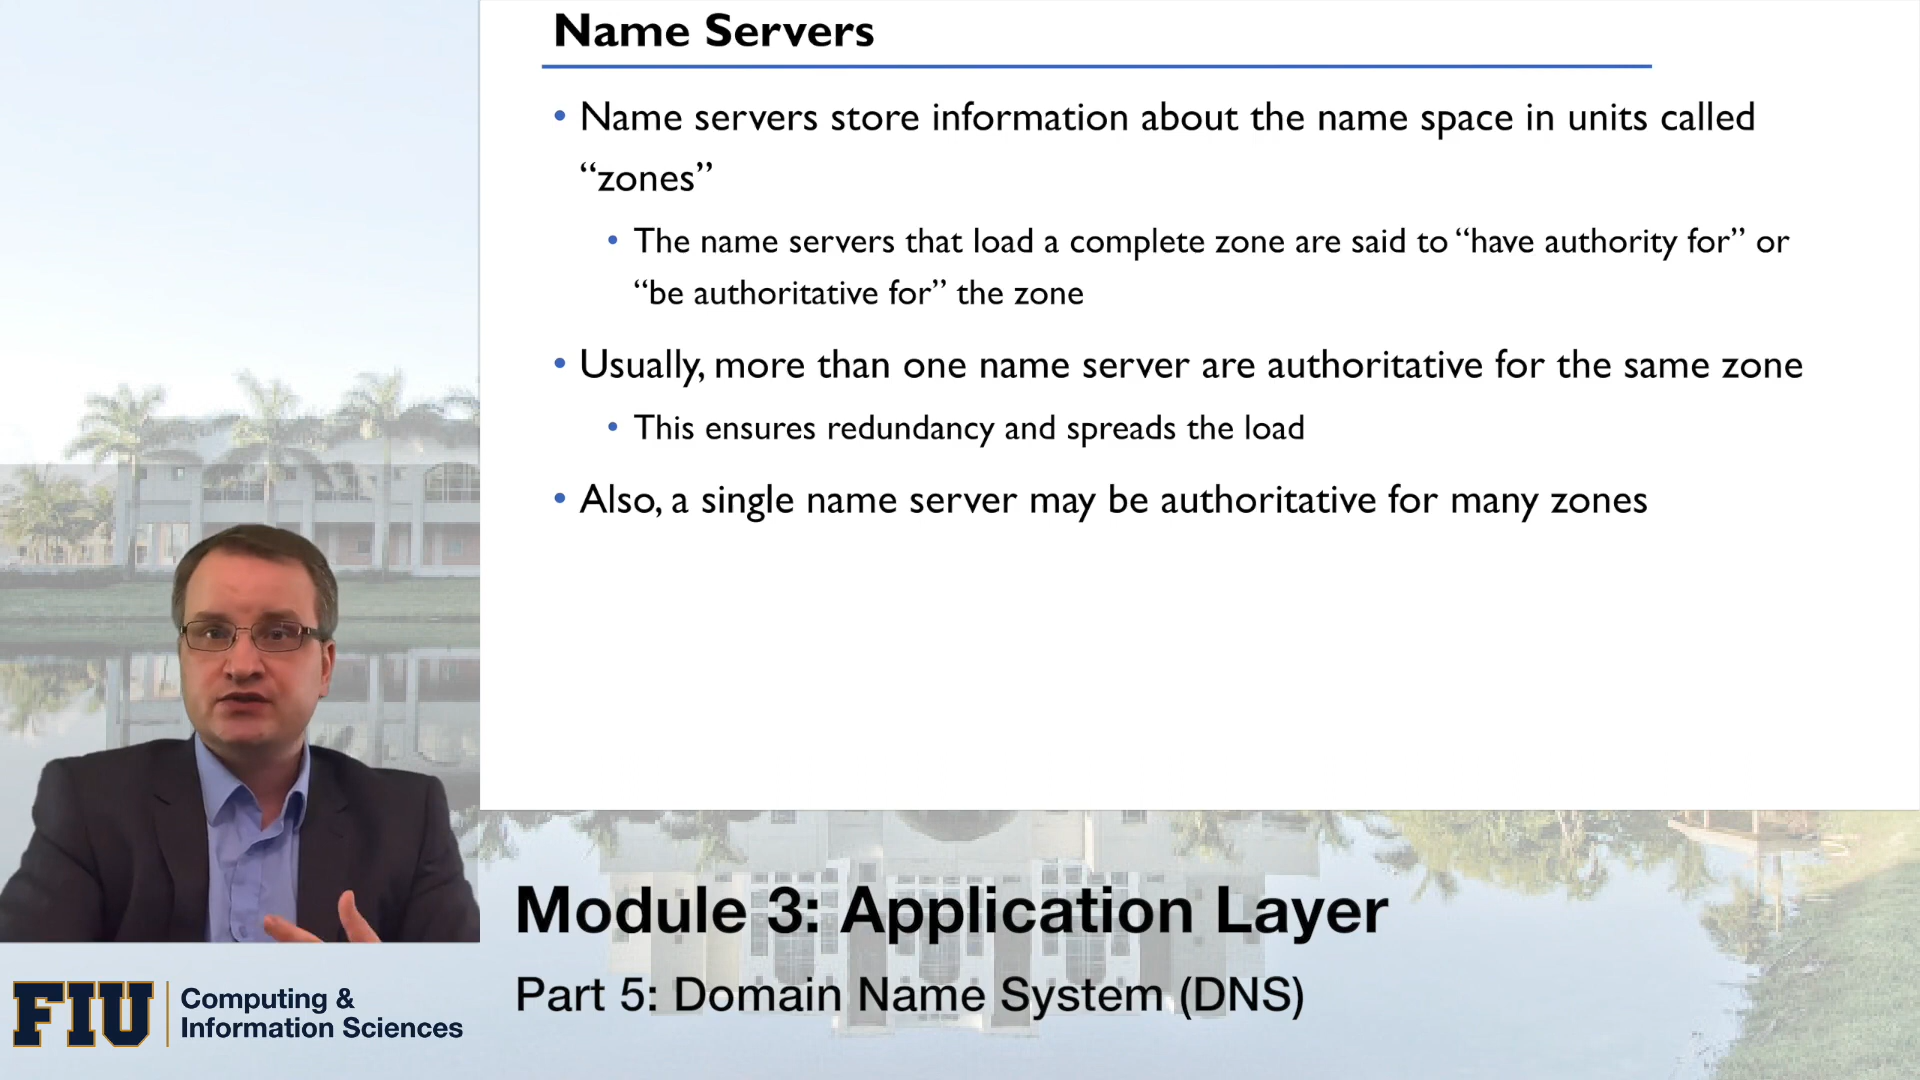 Name Servers
• Name servers store information about the name space in units called
“zones”
• The name servers that load a complete zone are said to “have authority for” or
“be authoritative for” the zone
• Usually, more than one name server are authoritative for the same zone
• This ensures redundancy and spreads the load
• Also, a single name server may be authoritative for many zones
Module 3: Application Layer
Part 5: Domain Name System (DNS)
FIU
Computing &
Information Sciences